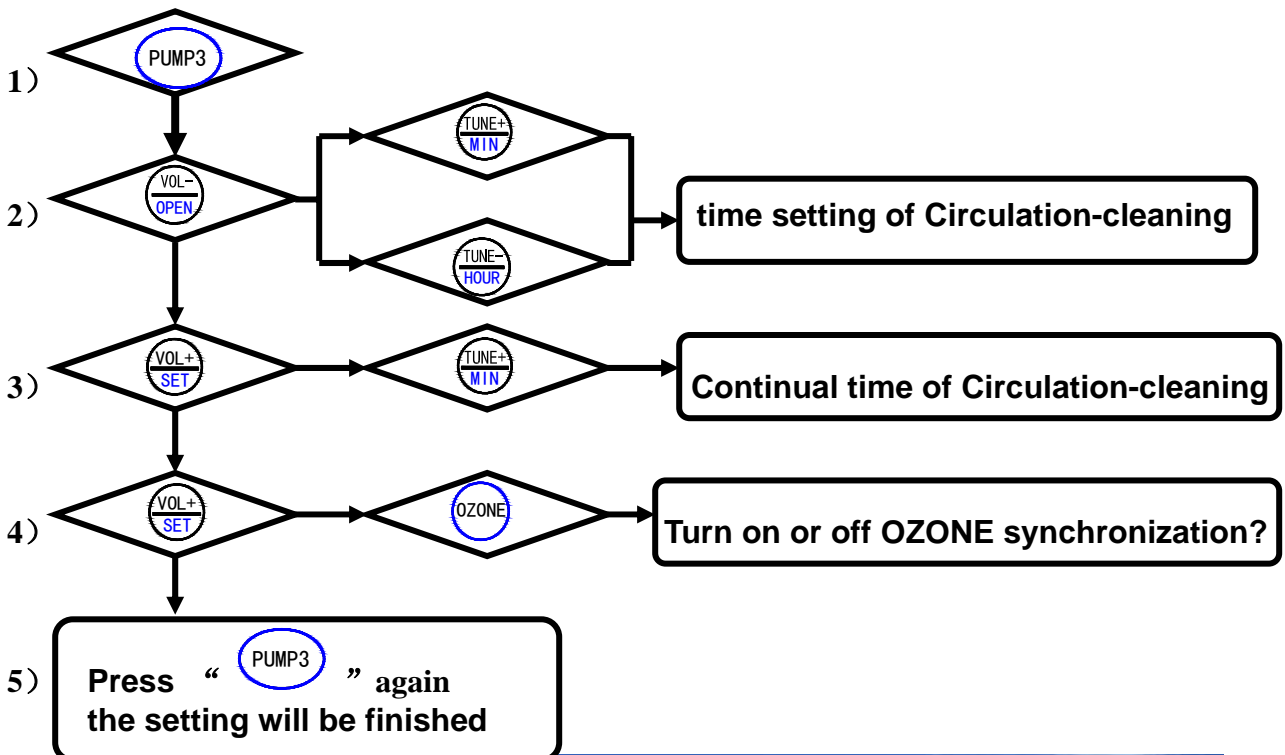 1）
PUMP3
2）
VOL-
OPEN
TUNE+
MIN
TUNE-
HOUR
time setting of Circulation-cleaning
3）
VOL+
SET
TUNE+
MIN
Continual time of Circulation-cleaning
4）
VOL+
SET
OZONE
Turn on or off OZONE synchronization?
5）
Press “ PUMP3 ” again
the setting will be finished